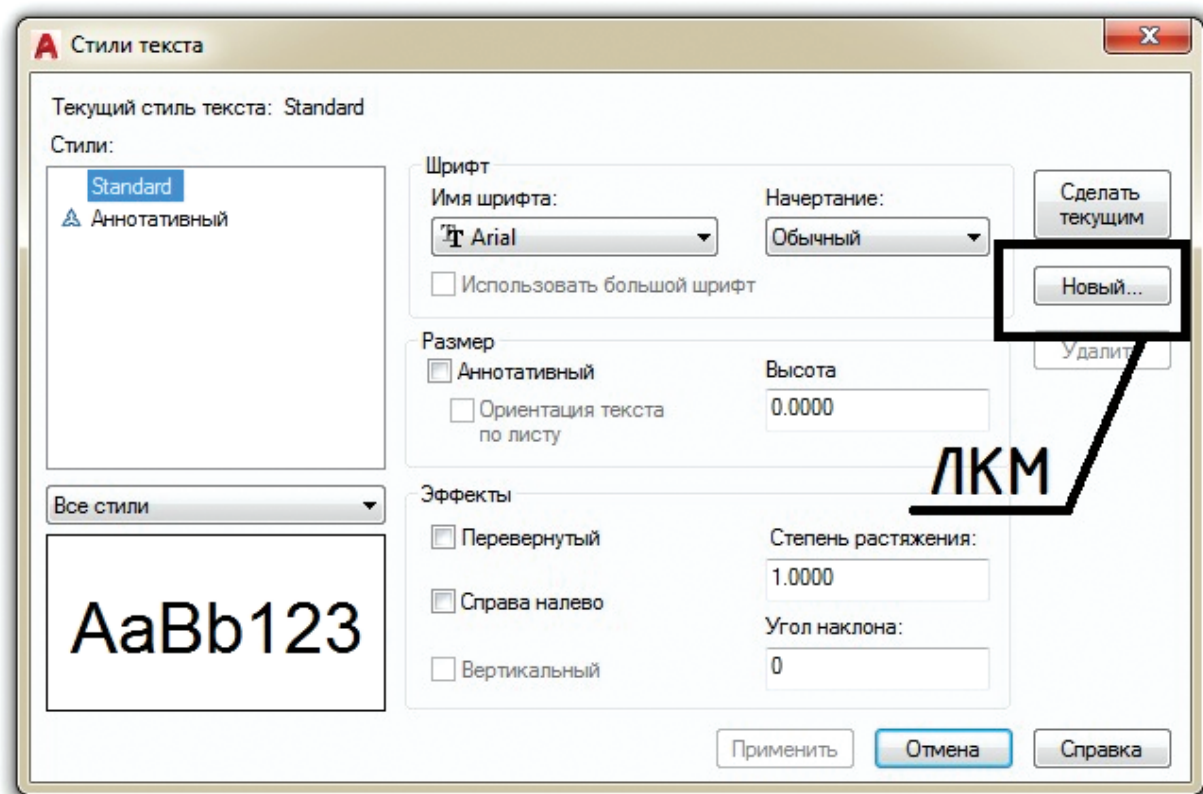 Стили текста
Текущий стиль текста: Standard
Стили:
Standard
Аннотативный
Все стили
AaBb123
Шрифт
Имя шрифта:
Arial
Начертание:
Обычный
Использовать большой шрифт
Размер
Аннотативный
Ориентация текста
по листу
Высота
0.0000
Эффекты
Перевернутый
Справа налево
Вертикальный
Степень растяжения:
1.0000
Угол наклона:
0
Сделать
текущим
Новый...
Удалить
ЛКМ
Применить
Отмена
Справка